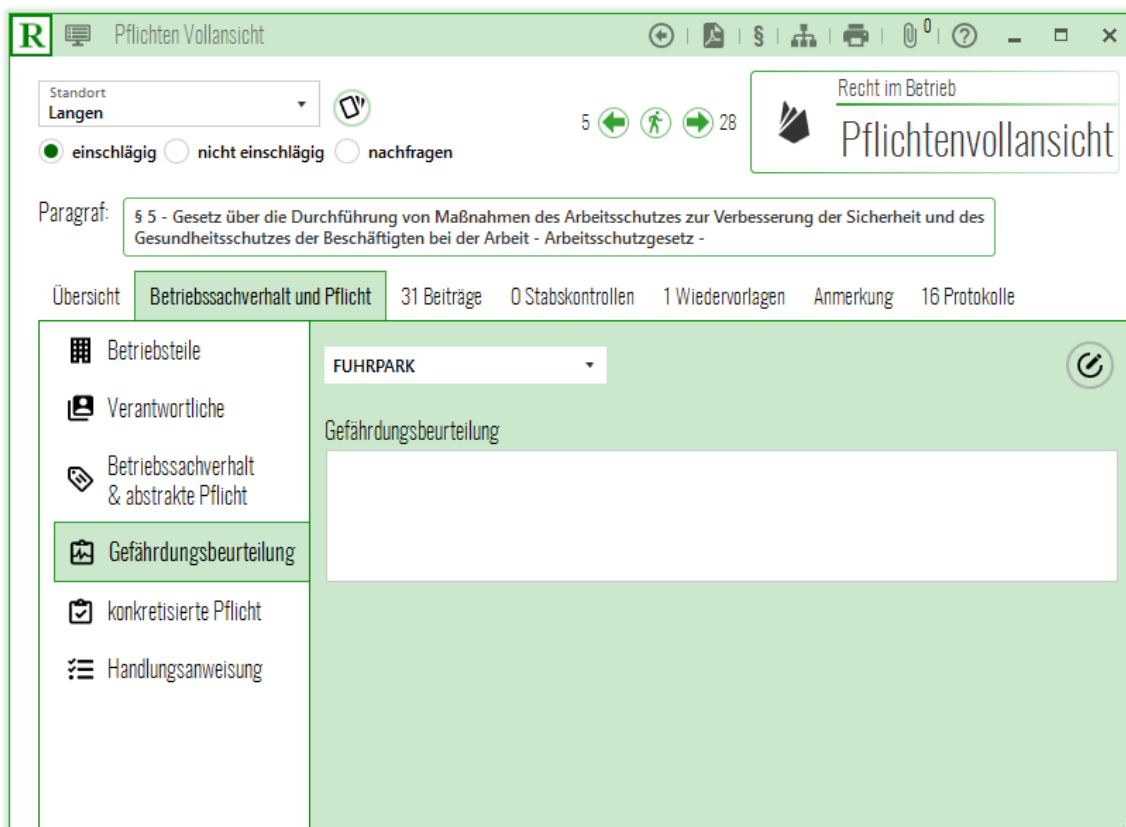 R Pflichten Vollansicht § 0 ?
Standort
Langen
einschlägig nicht einschlägig nachfragen
5 28
Recht im Betrieb
Pflichtenvollansicht
Paragraf:
§ 5 - Gesetz über die Durchführung von Maßnahmen des Arbeitsschutzes zur Verbesserung der Sicherheit und des
Gesundheitsschutzes der Beschäftigten bei der Arbeit - Arbeitsschutzgesetz -
Übersicht Betriebssachverhalt und Pflicht 31 Beiträge 0 Stabskontrollen 1 Wiedervorlagen Anmerkung 16 Protokolle
Betriebsteile
Verantwortliche
Betriebssachverhalt
& abstrakte Pflicht
Gefährdungsbeurteilung
konkretisierte Pflicht
Handlungsanweisung
FUHRPARK
Gefährdungsbeurteilung